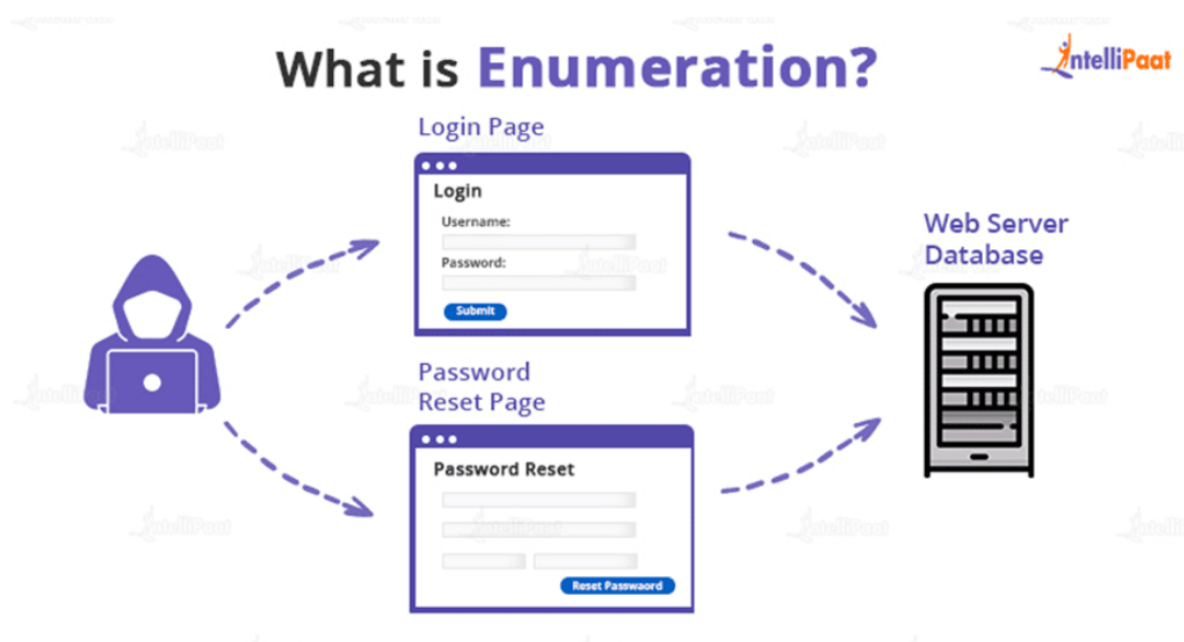 What is Enumeration?
IntelliPaat
Login Page
Login
Username:
Password:
Submit
Web Server
Database
Password
Reset Page
Password Reset
Reset Passwaord